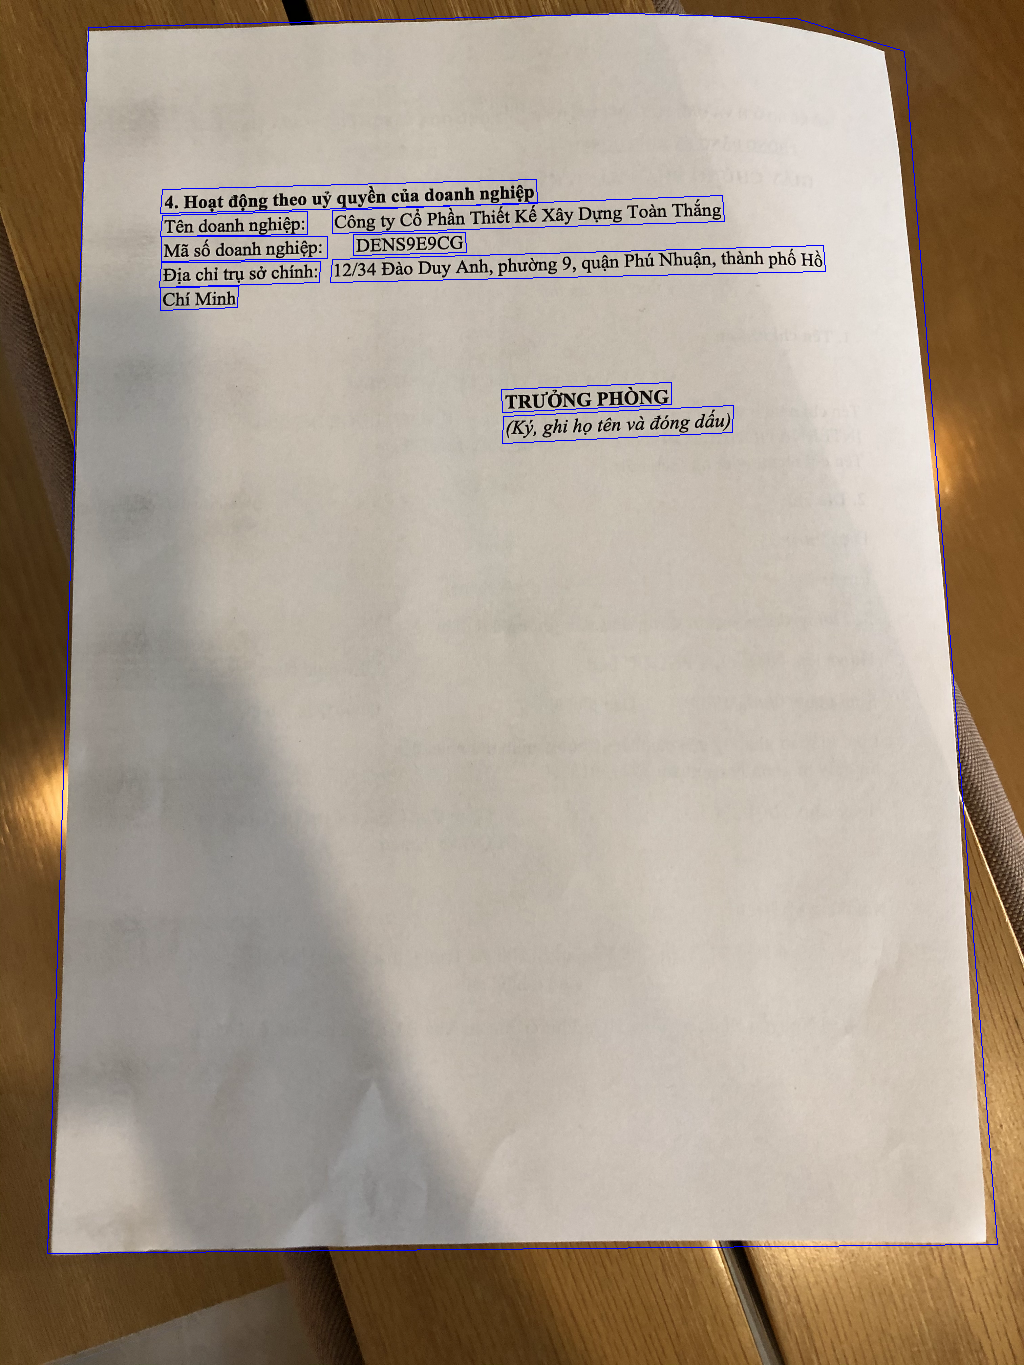 4. Hoạt động theo uỷ quyền của doanh nghiệp
Tên doanh nghiệp: Công ty Cổ Phần Thiết Kế Xây Dựng Toàn Thắng
Mã số doanh nghiệp: DENS9E9CG
Địa chỉ trụ sở chính: 12/34 Đào Duy Anh, phường 9, quận Phú Nhuận, thành phố Hồ
Chí Minh
TRƯỞNG PHÒNG
(Ký, ghi họ tên và đóng dấu)